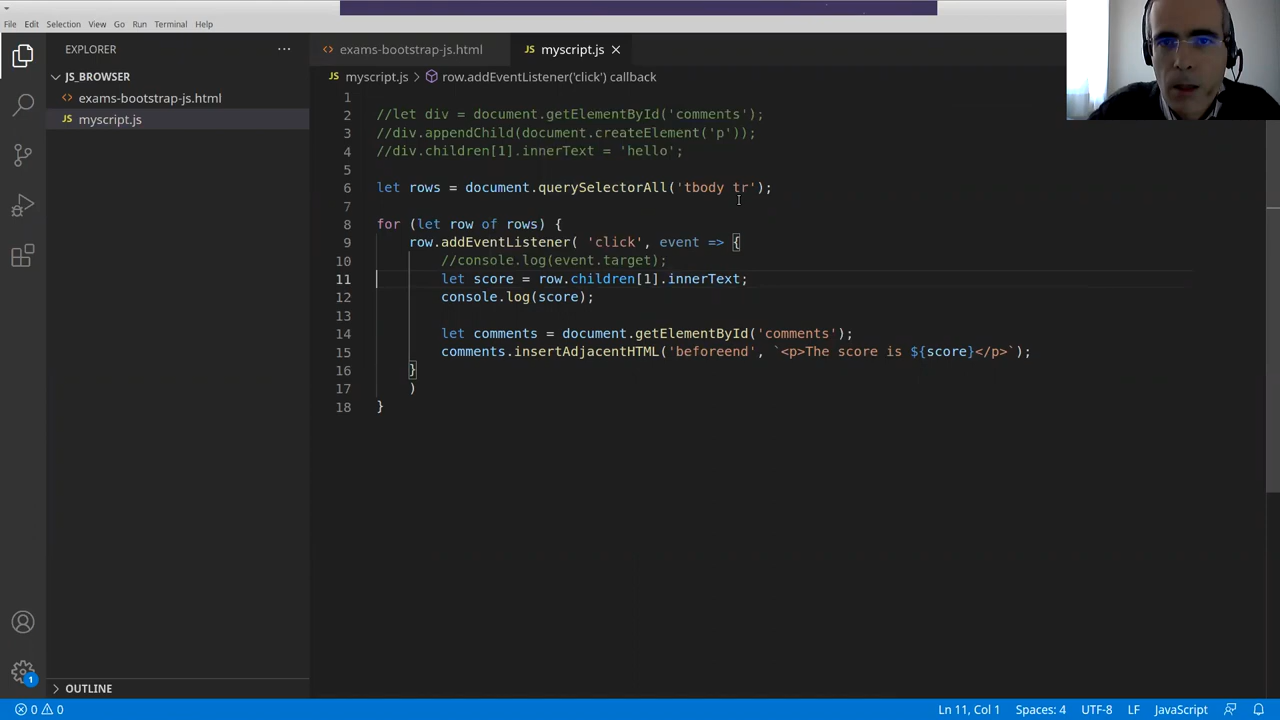 File Edit Selection View Go Run Terminal Help
EXPLORER
exams-bootstrap-js.html
myscript.js
JS_BROWSER
exams-bootstrap-js.html
myscript.js
myscript.js > row.addEventListener('click') callback
1
2 //let div = document.getElementById('comments');
3 //div.appendChild(document.createElement('p'));
4 //div.children[1].innerText = 'hello';
5
6 let rows = document.querySelectorAll('tbody tr');
7
8 for (let row of rows) {
9 row.addEventListener( 'click', event => {
10 //console.log(event.target);
11 let score = row.children[1].innerText;
12 console.log(score);
13
14 let comments = document.getElementById('comments');
15 comments.insertAdjacentHTML('beforeend', `<p>The score is ${score}</p>`);
16 }
17 )
18 }
OUTLINE
1
0 0
Ln 11, Col 1 Spaces: 4 UTF-8 LF JavaScript